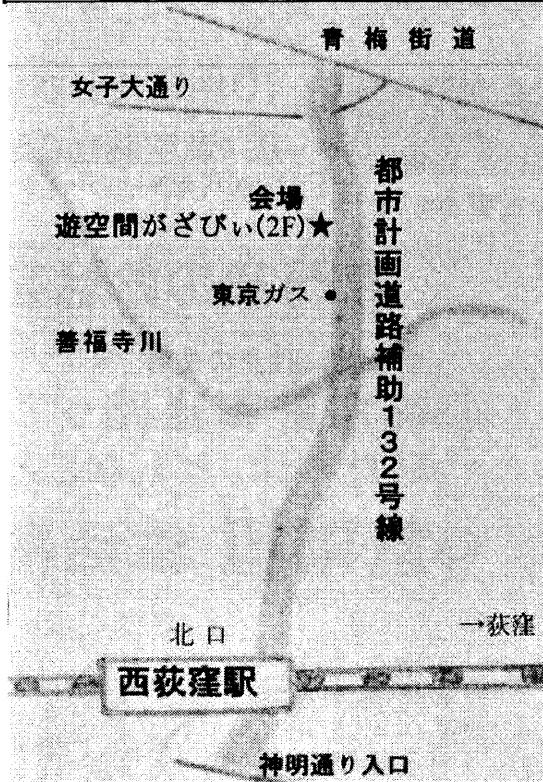 青梅街道
女子大通り
会場
遊空間がざびぃ(2F)★
東京ガス ●
善福寺川
都市計画道路補助132号線
北口
→荻窪
西荻窪駅
神明通り入口